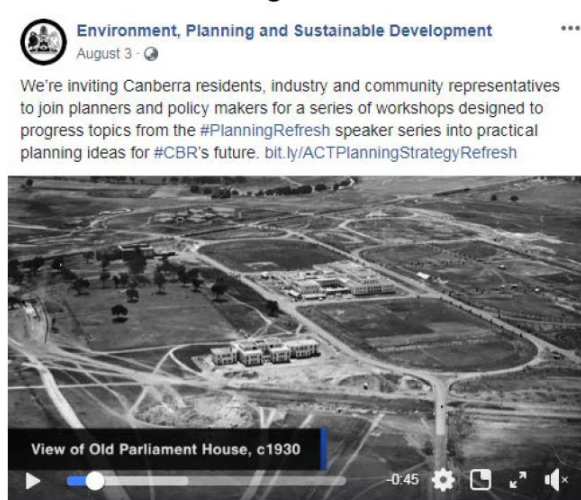 Environment, Planning and Sustainable Development
August 3
We're inviting Canberra residents, industry and community representatives
to join planners and policy makers for a series of workshops designed to
progress topics from the #PlanningRefresh speaker series into practical
planning ideas for #CBR's future. bit.ly/ACTPlanningStrategyRefresh
View of Old Parliament House, c1930
-0:45